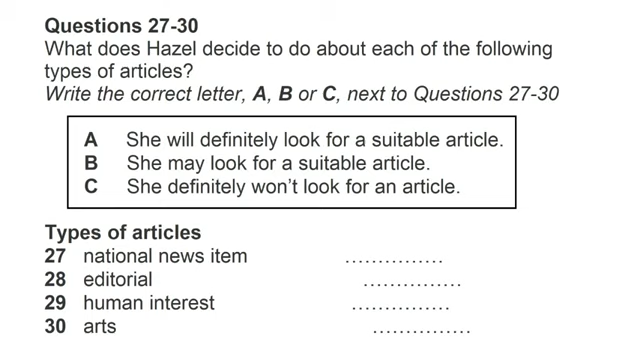 Questions 27-30
What does Hazel decide to do about each of the following
types of articles?
Write the correct letter, A, B or C, next to Questions 27-30
A She will definitely look for a suitable article.
B She may look for a suitable article.
C She definitely won't look for an article.
Types of articles
27 national news item ...............
28 editorial ...............
29 human interest ...............
30 arts ...............